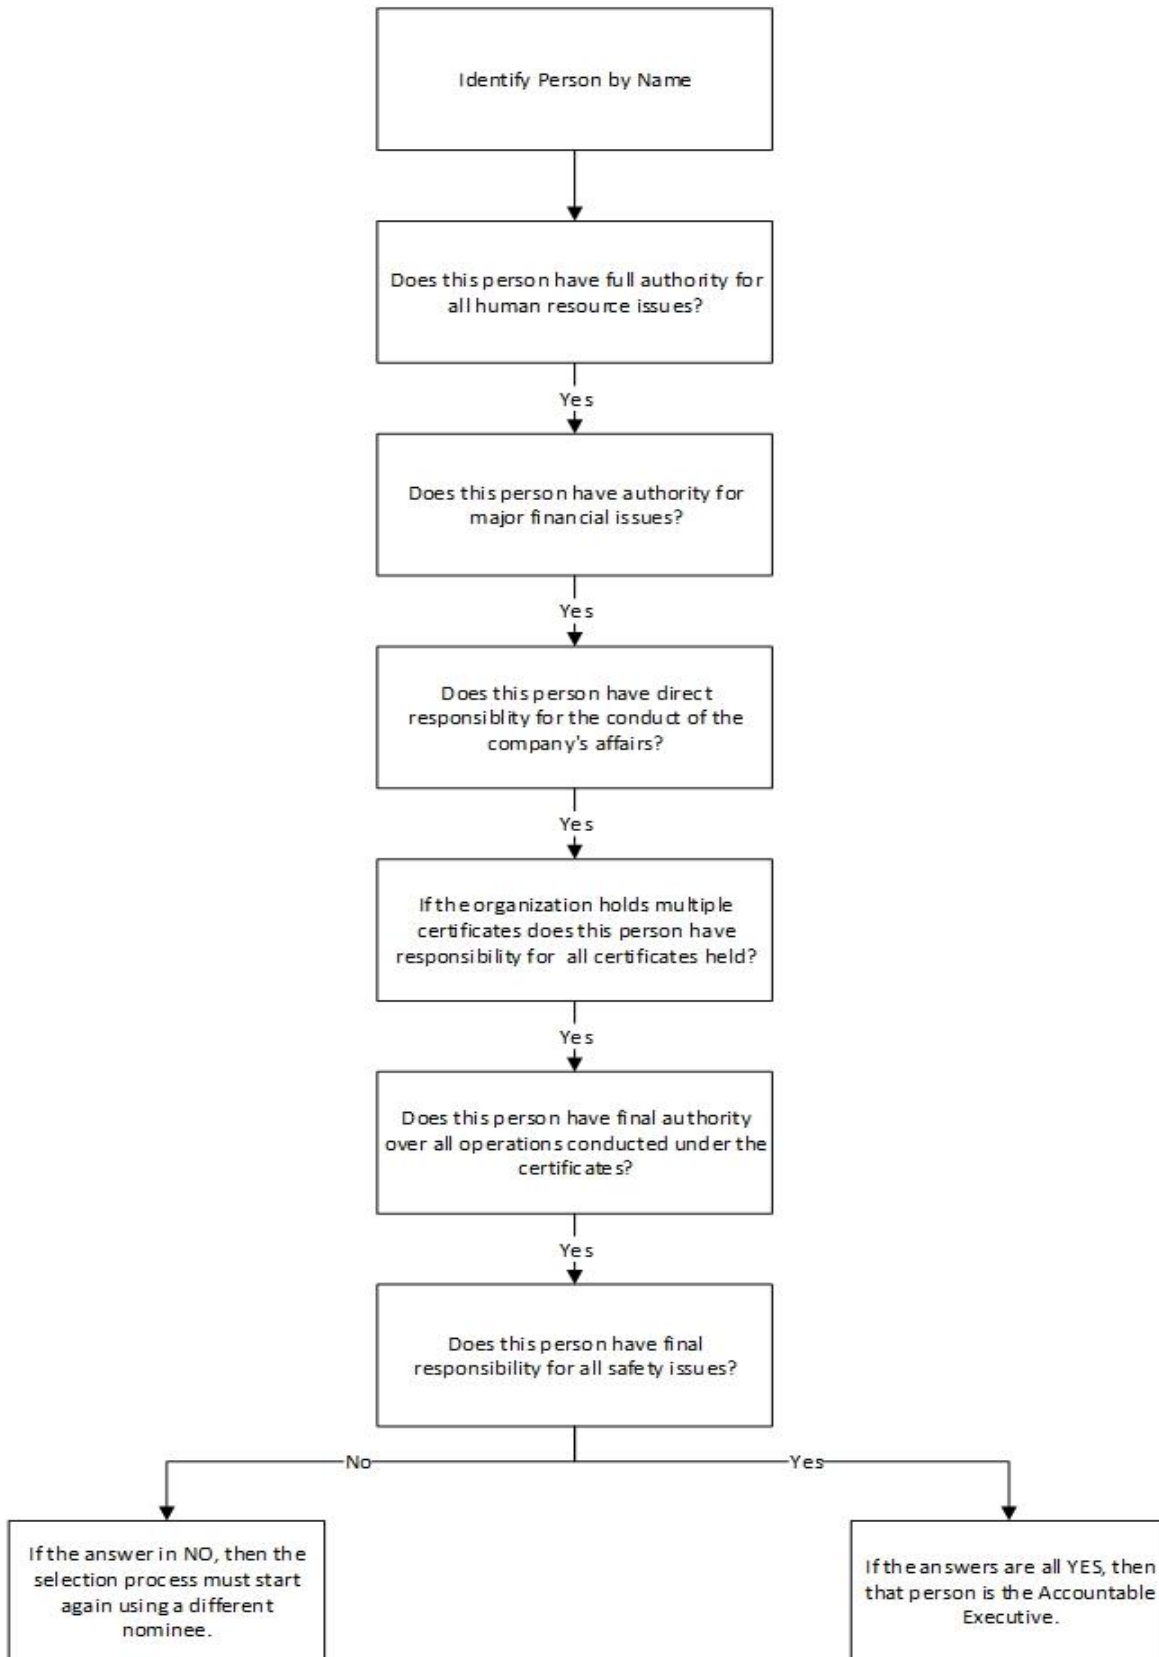 Identify Person by Name
Does this person have full authority for
all human resource issues?
Yes
Does this person have authority for
major financial issues?
Yes
Does this person have direct
responsiblity for the conduct of the
company's affairs?
Yes
If the organization holds multiple
certificates does this person have
responsibility for all certificates held?
Yes
Does this person have final authority
over all operations conducted under the
certificates?
Yes
Does this person have final
responsibility for all safety issues?
No
Yes
If the answer in NO, then the
selection process must start
again using a different
nominee.
If the answers are all YES, then
that person is the Accountable
Executive.